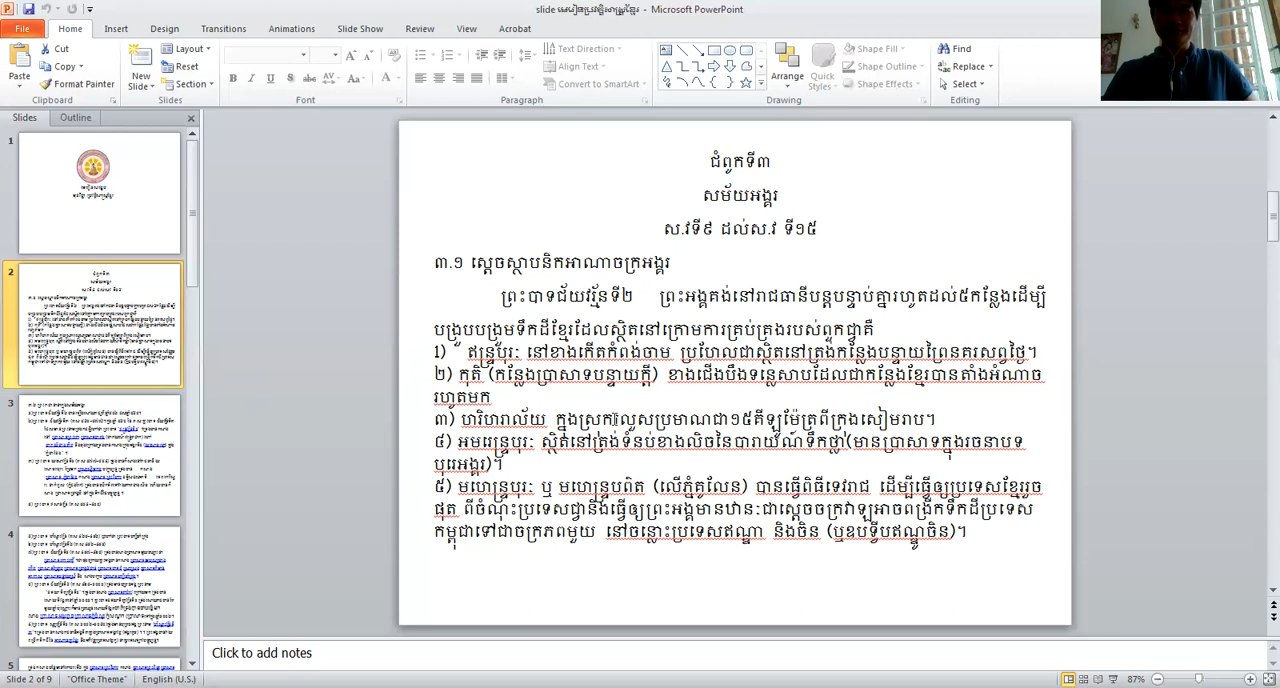 slide មេរៀនប្រវត្តិសាស្ត្រខ្មែរ - Microsoft PowerPoint
File Home Insert Design Transitions Animations Slide Show Review View Acrobat
Cut Copy Format Painter Paste Clipboard
New Slide Layout Reset Section Slides
Font
Text Direction Align Text Convert to SmartArt Paragraph
Arrange Quick Styles Shape Fill Shape Outline Shape Effects Drawing
Find Replace Select Editing
Slides Outline
1
2
3
4
5
ជំពូកទី៣
សម័យអង្គរ
ស.វទី៩ ដល់ស.វ ទី១៥
៣.១ ស្តេចស្ថាបនិកអាណាចក្រអង្គរ
ព្រះបាទជ័យវរ្ម័នទី២ ព្រះអង្គគង់នៅរាជធានីបន្តបន្ទាប់គ្នារហូតដល់៥កន្លែងដើម្បី
បង្រួបបង្រួមទឹកដីខ្មែរដែលស្ថិតនៅក្រោមការគ្រប់គ្រងរបស់ពួកជ្វាគឺ
1) ឥន្ទ្របុរៈ នៅខាងកើតកំពង់ចាម ប្រហែលជាស្ថិតនៅត្រង់កន្លែងបន្ទាយព្រៃនគរសព្វថ្ងៃ។
២) កុតិ (កន្លែងប្រាសាទបន្ទាយក្តី) ខាងជើងបឹងទន្លេសាបដែលជាកន្លែងខ្មែរបានតាំងអំណាច
រហូតមក
៣) ហរិហរាល័យ ក្នុងស្រុករលួសប្រមាណជា១៥គីឡូម៉ែត្រពីក្រុងសៀមរាប។
៤) អមរេន្ទ្របុរៈ ស្ថិតនៅត្រង់ទំនប់ខាងលិចនៃបារាយណ៍ទឹកថ្លា(មានប្រាសាទក្នុងរចនាបទ
បុរេអង្គរ)។
៥) មហេន្ទ្របុរៈ ឬ មហេន្ទ្របពិត (លើភ្នំគូលែន) បានធ្វើពិធីទេវរាជ ដើម្បីធ្វើឲ្យប្រទេសខ្មែររួច
ផុត ពីចំណុះប្រទេសជ្វានិងធ្វើឲ្យព្រះអង្គមានឋានៈជាស្តេចចក្រវាឡអាចពង្រីកទឹកដីប្រទេស
កម្ពុជាទៅជាចក្រភពមួយ នៅចន្លោះប្រទេសឥណ្ឌា និងចិន (ឬឧបទ្វីបឥណ្ឌូចិន)។
Click to add notes
Slide 2 of 9 "Office Theme" English (U.S.) 87%